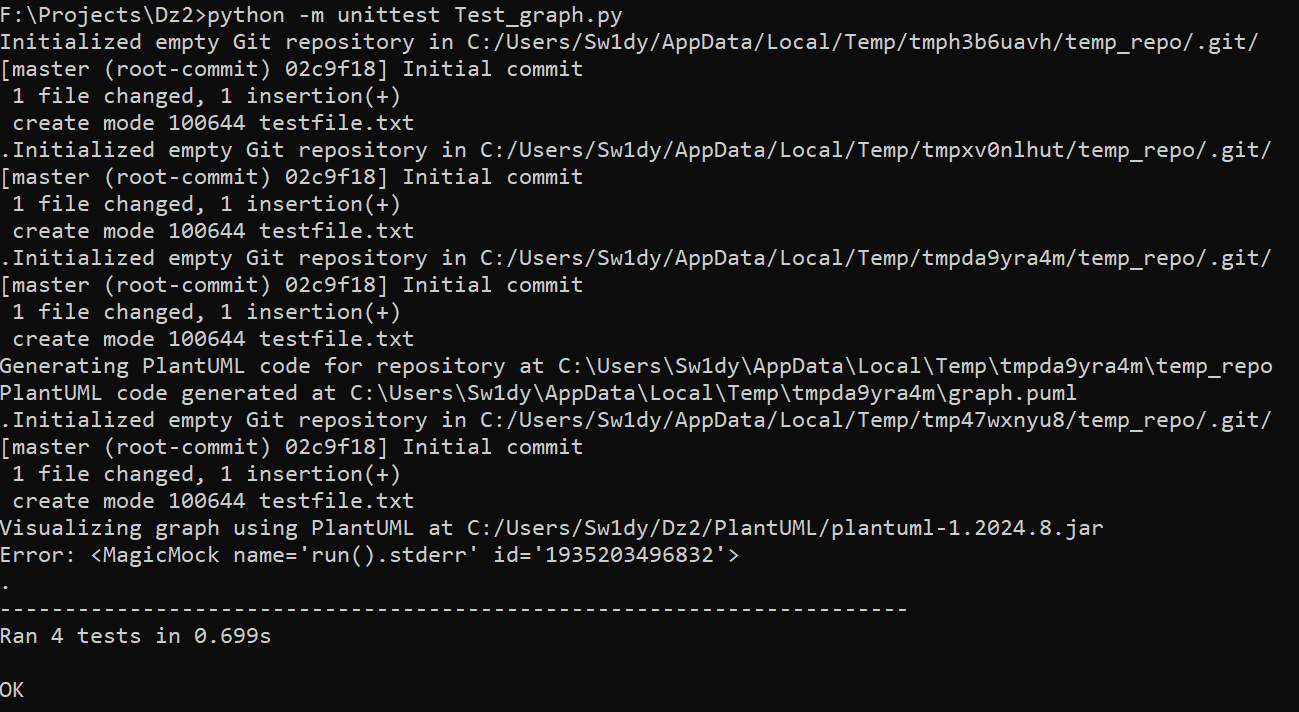 F:\Projects\Dz2>python -m unittest Test_graph.py
Initialized empty Git repository in C:/Users/Sw1dy/AppData/Local/Temp/tmph3b6uavh/temp_repo/.git/
[master (root-commit) 02c9f18] Initial commit
 1 file changed, 1 insertion(+)
 create mode 100644 testfile.txt
.Initialized empty Git repository in C:/Users/Sw1dy/AppData/Local/Temp/tmpxv0nlhut/temp_repo/.git/
[master (root-commit) 02c9f18] Initial commit
 1 file changed, 1 insertion(+)
 create mode 100644 testfile.txt
.Initialized empty Git repository in C:/Users/Sw1dy/AppData/Local/Temp/tmpda9yra4m/temp_repo/.git/
[master (root-commit) 02c9f18] Initial commit
 1 file changed, 1 insertion(+)
 create mode 100644 testfile.txt
Generating PlantUML code for repository at C:\Users\Sw1dy\AppData\Local\Temp\tmpda9yra4m\temp_repo
PlantUML code generated at C:\Users\Sw1dy\AppData\Local\Temp\tmpda9yra4m\graph.puml
.Initialized empty Git repository in C:/Users/Sw1dy/AppData/Local/Temp/tmp47wxnyu8/temp_repo/.git/
[master (root-commit) 02c9f18] Initial commit
 1 file changed, 1 insertion(+)
 create mode 100644 testfile.txt
Visualizing graph using PlantUML at C:/Users/Sw1dy/Dz2/PlantUML/plantuml-1.2024.8.jar
Error: <MagicMock name='run().stderr' id='1935203496832'>
.
----------------------------------------------------------------------
Ran 4 tests in 0.699s

OK